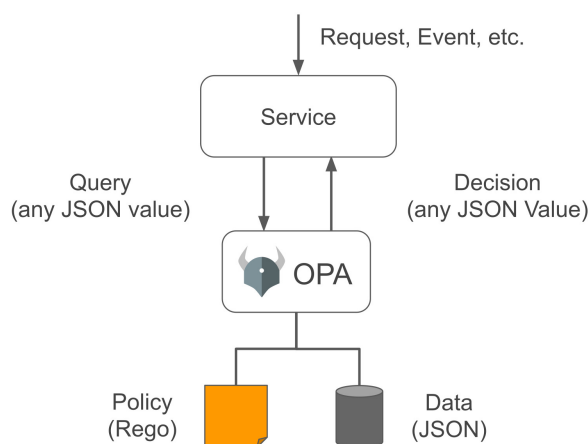 Request, Event, etc.
Service
Query
(any JSON value)
Decision
(any JSON Value)
OPA
Policy
(Rego)
Data
(JSON)